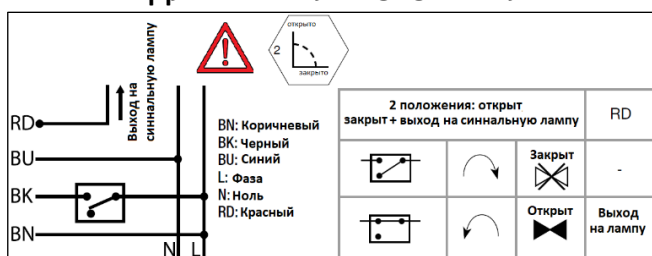 открыто
2
закрыто
Выход на
синнальную лампу
RD
BU
BK
BN
N
L
BN: Коричневый
BK: Черный
BU: Синий
L: Фаза
N: Ноль
RD: Красный
2 положения: открыт
закрыт + выход на синнальную лампу
RD
Закрыт
-
Открыт
Выход
на лампу